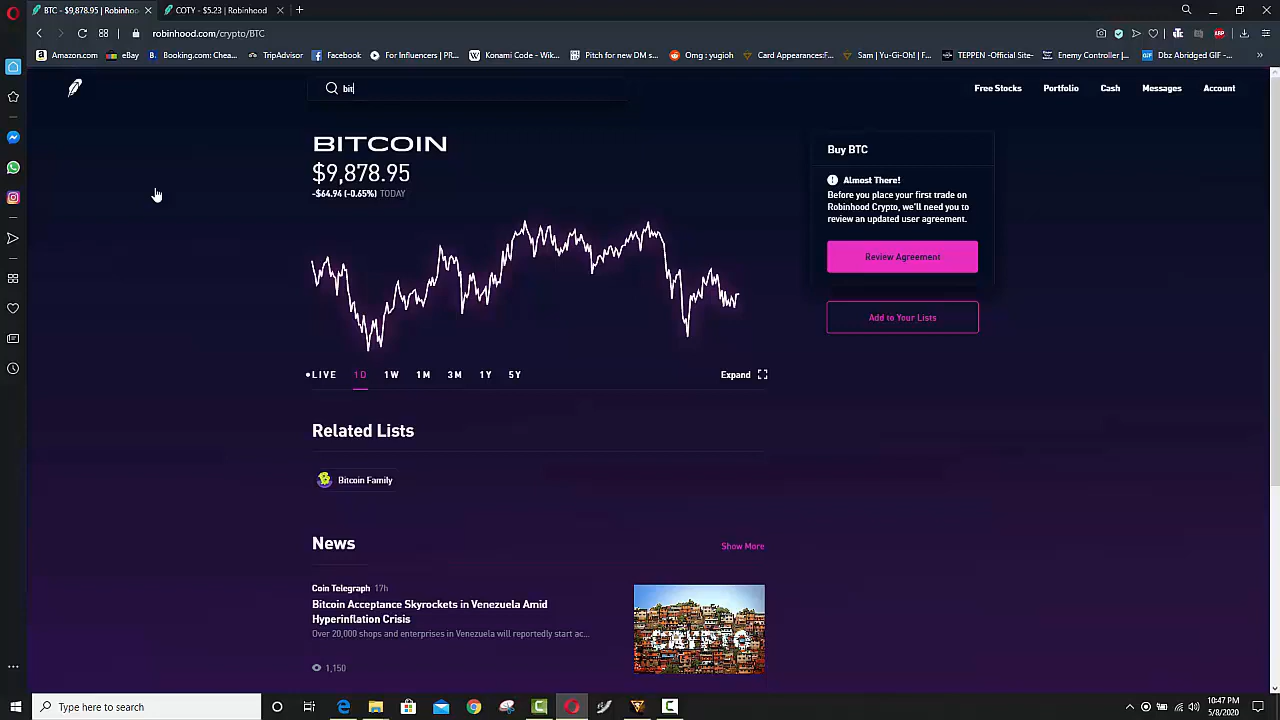 BTC - $9,878.95 | Robinhoo
COTY - $5.23 | Robinhood
robinhood.com/crypto/BTC
Amazon.com
eBay
Booking.com: Chea...
TripAdvisor
Facebook
For Influencers | PR...
Konami Code - Wik...
Pitch for new DM s...
Omg : yugioh
Card Appearances:F...
Sam | Yu-Gi-Oh! | F...
TEPPEN -Official Site-
Enemy Controller |...
Dbz Abridged GIF -...
bit
Free Stocks
Portfolio
Cash
Messages
Account
BITCOIN
$9,878.95
-$64.94 (-0.65%) TODAY
LIVE
1D
1W
1M
3M
1Y
5Y
Expand
Buy BTC
Almost There!
Before you place your first trade on
Robinhood Crypto, we'll need you to
review an updated user agreement.
Review Agreement
Add to Your Lists
Related Lists
Bitcoin Family
News
Show More
Coin Telegraph 17h
Bitcoin Acceptance Skyrockets in Venezuela Amid
Hyperinflation Crisis
Over 20,000 shops and enterprises in Venezuela will reportedly start ac...
1,150
CRYPTO
Type here to search
10:47 PM
5/8/2020